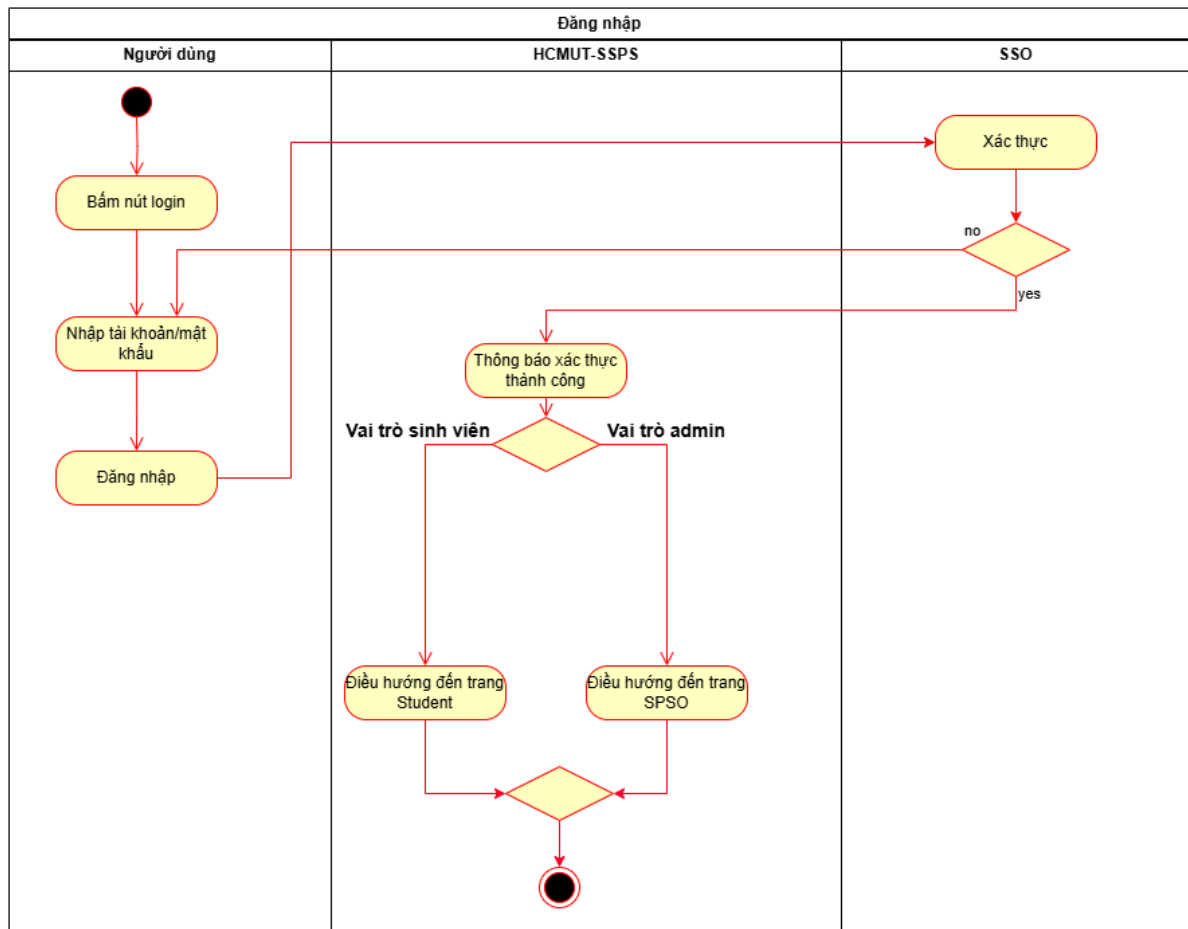 Đăng nhập
Người dùng
HCMUT-SSPS
SSO
Xác thực
Bấm nút login
no
yes
Nhập tài khoản/mật
khẩu
Thông báo xác thực
thành công
Vai trò sinh viên
Vai trò admin
Đăng nhập
Điều hướng đến trang
Student
Điều hướng đến trang
SPSO